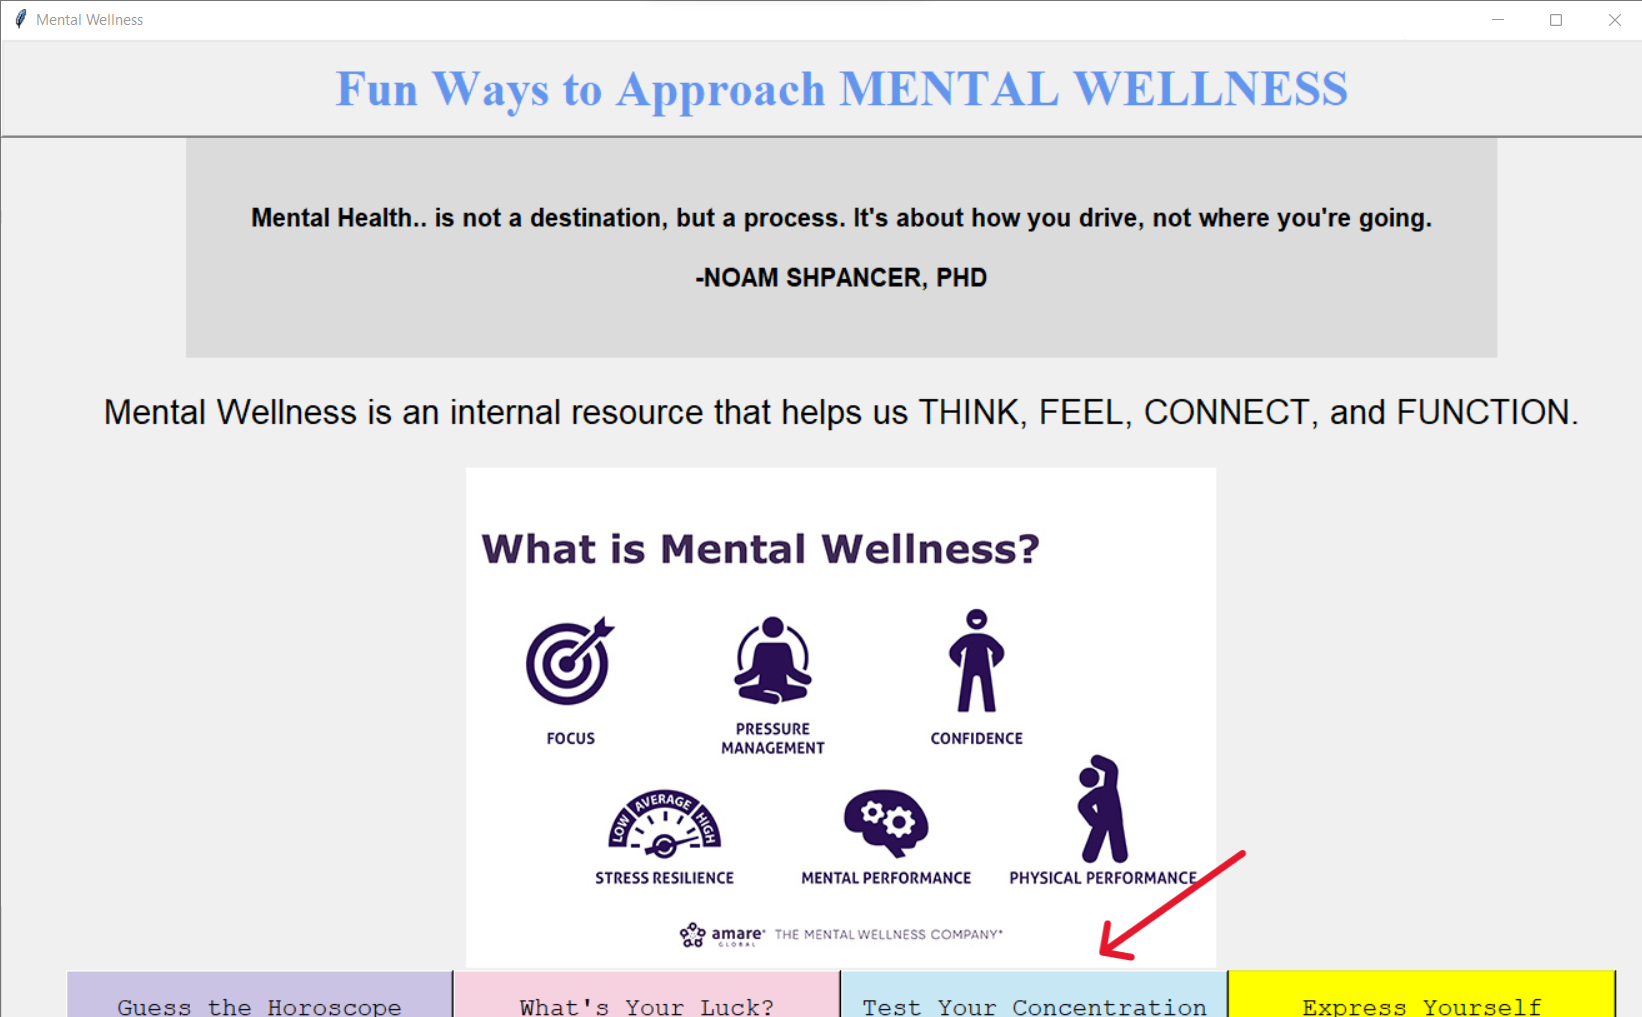 Mental Wellness
Fun Ways to Approach MENTAL WELLNESS
Mental Health.. is not a destination, but a process. It's about how you drive, not where you're going.
-NOAM SHPANCER, PHD
Mental Wellness is an internal resource that helps us THINK, FEEL, CONNECT, and FUNCTION.
What is Mental Wellness?
FOCUS
PRESSURE
MANAGEMENT
CONFIDENCE
LOW AVERAGE HIGH
STRESS RESILIENCE
MENTAL PERFORMANCE
PHYSICAL PERFORMANCE
amare GLOBAL THE MENTAL WELLNESS COMPANY
Guess the Horoscope
What's Your Luck?
Test Your Concentration
Express Yourself